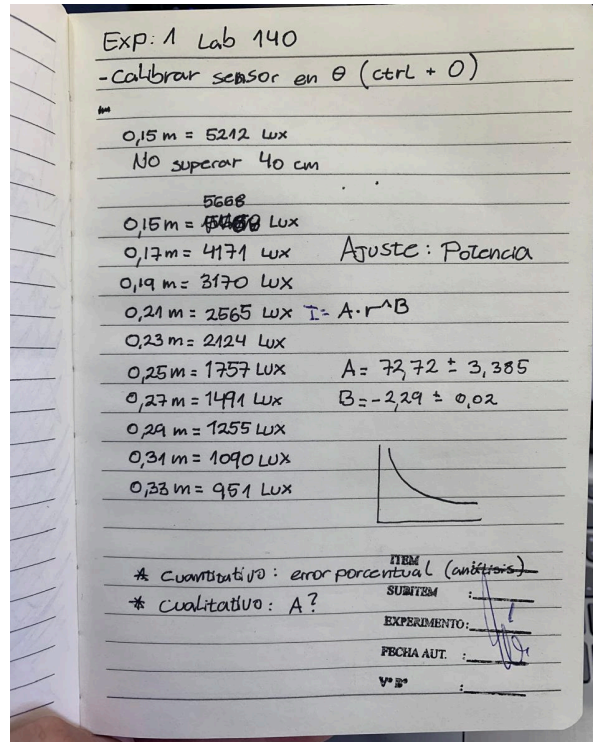 Exp: 1 Lab 140
- Calibrar sensor en θ (ctrl + 0)
0,15 m = 5212 Lux
No superar 40 cm
5668
0,15 m = Lux
0,17 m = 4171 Lux Ajuste: Potencia
0,19 m = 3170 Lux
0,21 m = 2565 Lux I = A·r^B
0,23 m = 2124 Lux
0,25 m = 1757 Lux A = 72,72 ± 3,385
0,27 m = 1491 Lux B = -2,29 ± 0,02
0,29 m = 1255 Lux
0,31 m = 1090 Lux
0,33 m = 951 Lux
ITEM
* Cuantitativo: error porcentual (análisis)
SUBITEM :
* Cualitativo: A?
EXPERIMENTO: 1
FECHA AUT. :
V° B° :